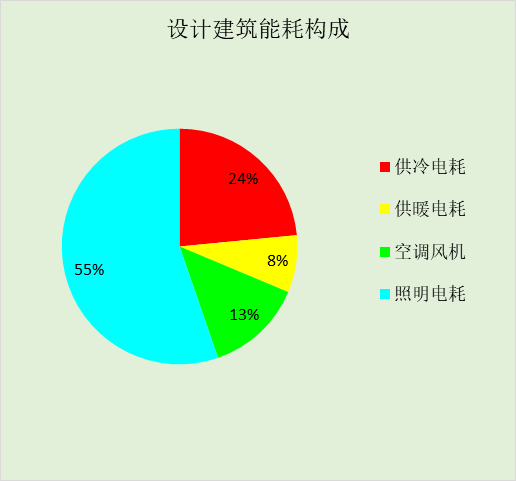 设计建筑能耗构成
24%
8%
13%
55%
供冷电耗
供暖电耗
空调风机
照明电耗